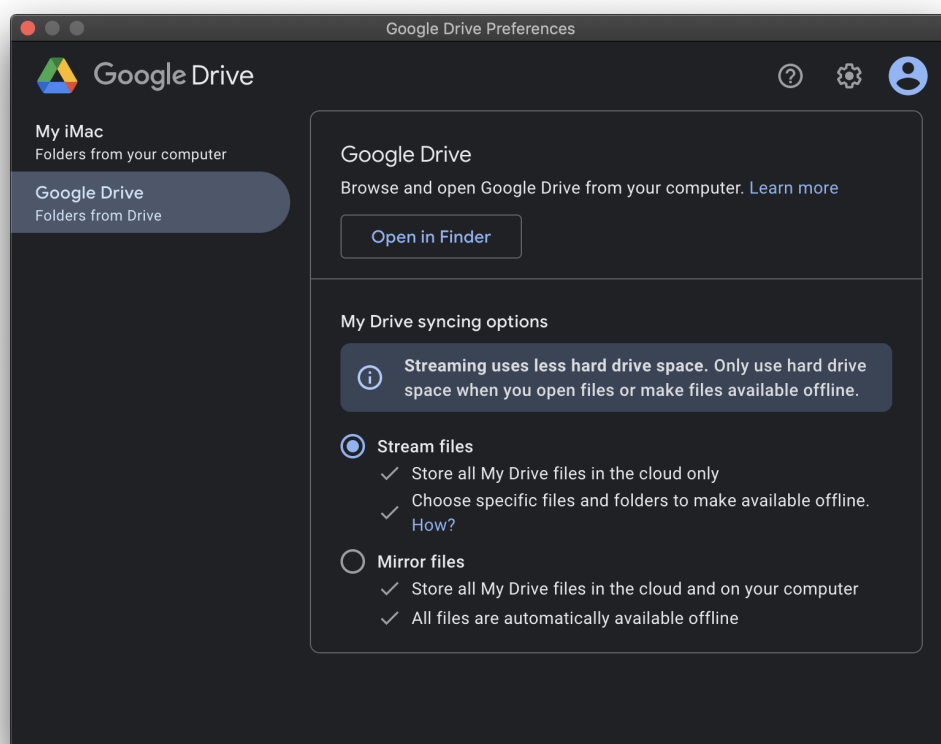 Google Drive Preferences
Google Drive
My iMac
Folders from your computer
Google Drive
Folders from Drive
Google Drive
Browse and open Google Drive from your computer. Learn more
Open in Finder
My Drive syncing options
Streaming uses less hard drive space. Only use hard drive
space when you open files or make files available offline.
Stream files
Store all My Drive files in the cloud only
Choose specific files and folders to make available offline.
How?
Mirror files
Store all My Drive files in the cloud and on your computer
All files are automatically available offline